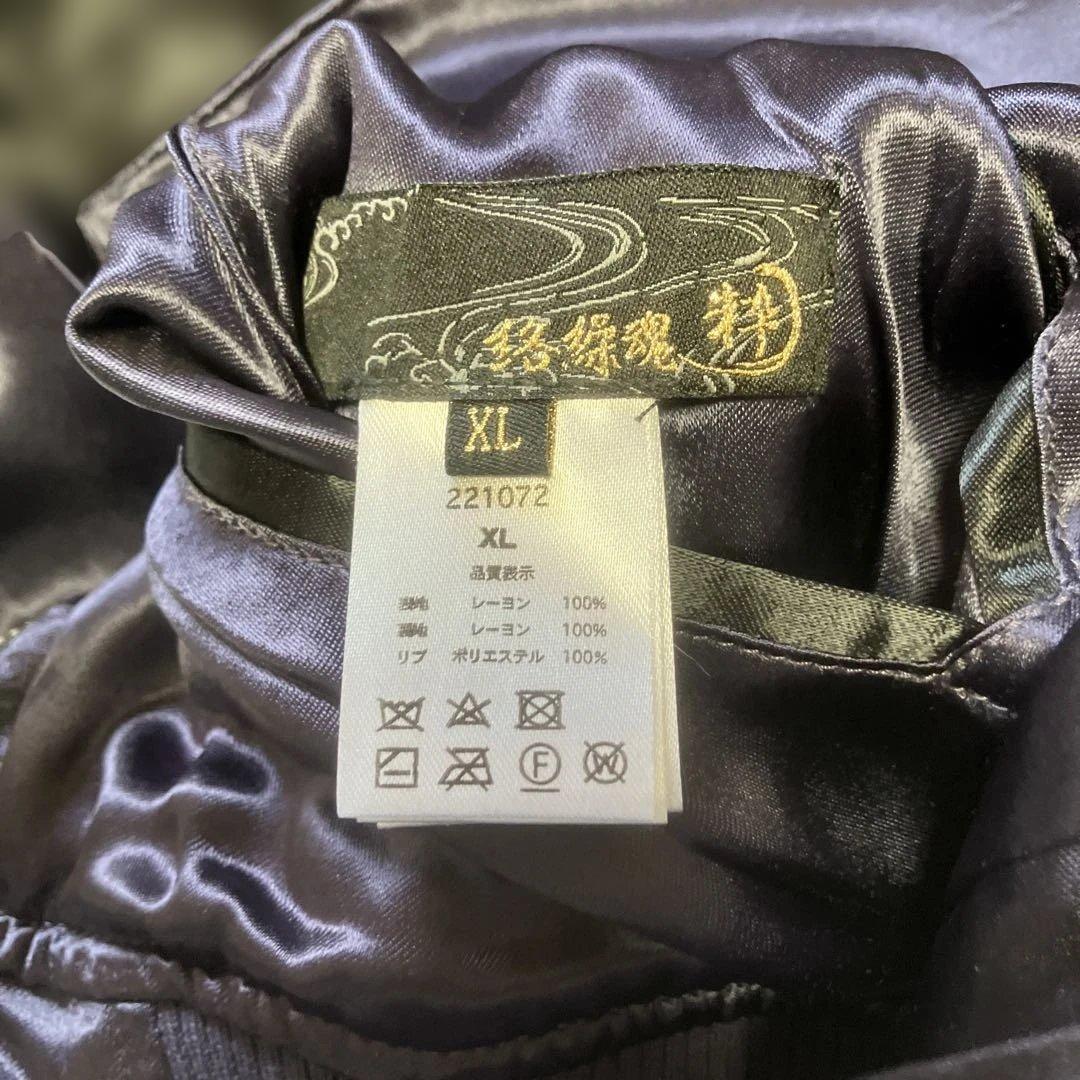 絡繰魂 粋
XL
221072
XL
品質表示
表地 レーヨン 100%
裏地 レーヨン 100%
リブ ポリエステル 100%
F W